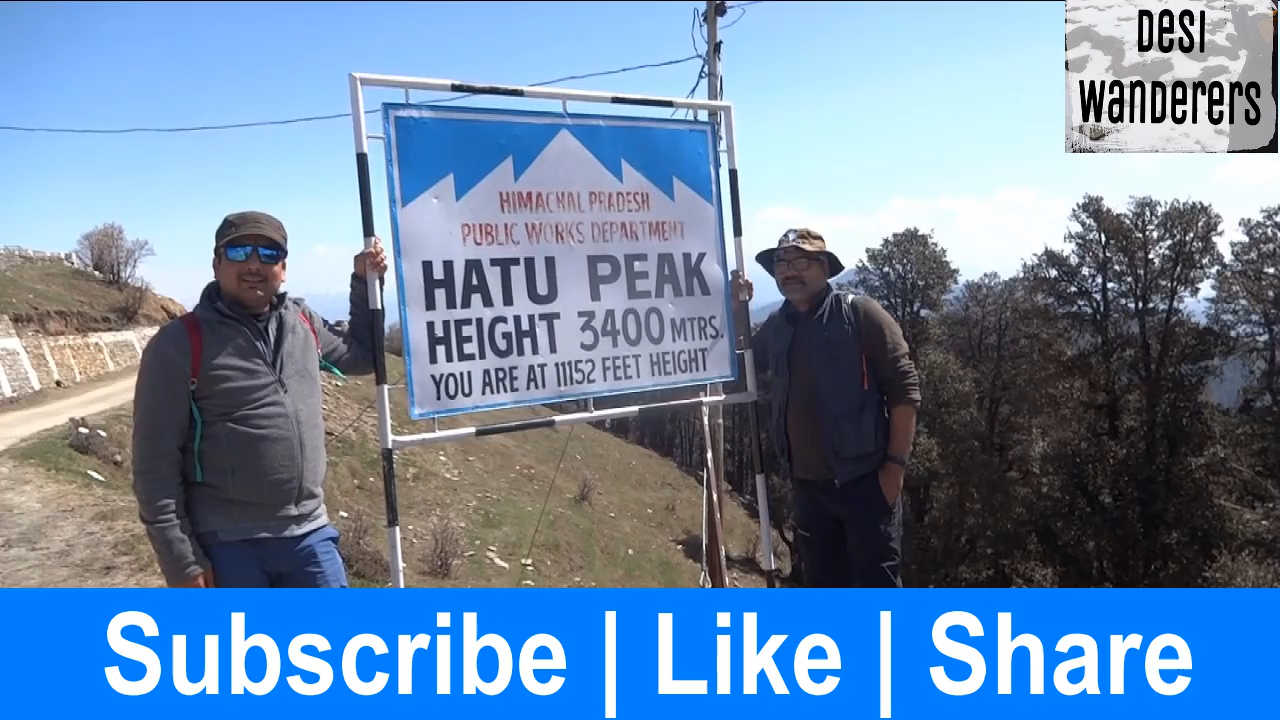 DESI
WANDERERS
HIMACHAL PRADESH
PUBLIC WORKS DEPARTMENT
HATU PEAK
HEIGHT 3400 MTRS.
YOU ARE AT 11152 FEET HEIGHT
Subscribe | Like | Share